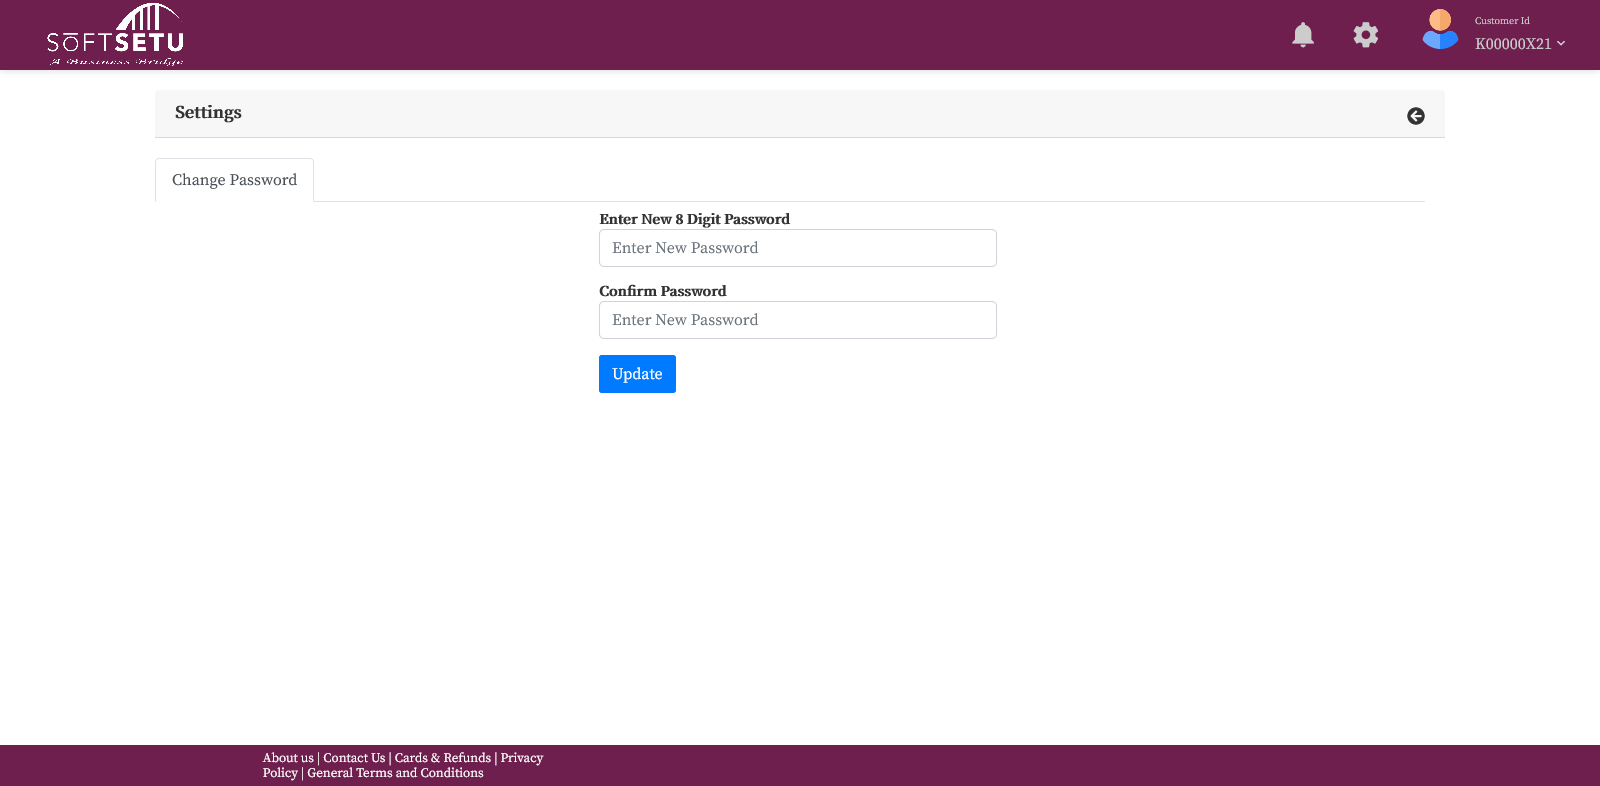 SŌFTSETU
A Business Bridge
Customer Id
K00000X21
Settings
Change Password
Enter New 8 Digit Password
Enter New Password
Confirm Password
Enter New Password
Update
About us | Contact Us | Cards & Refunds | Privacy
Policy | General Terms and Conditions